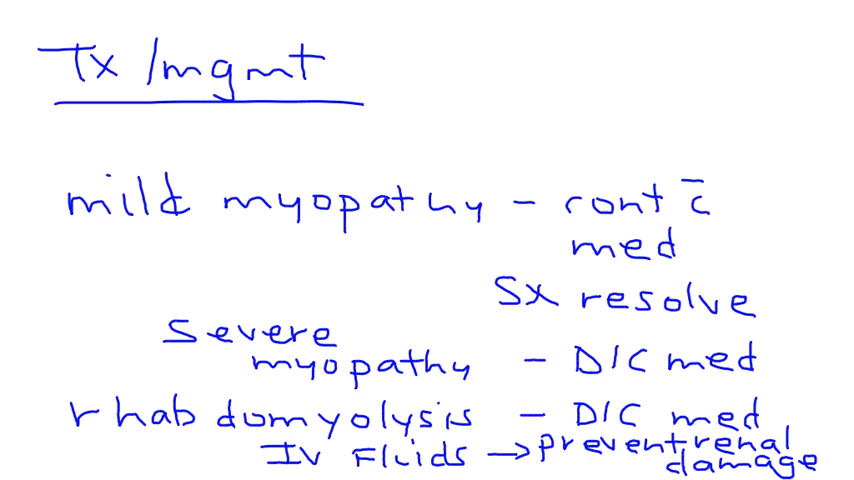 Tx /mgmt
mild myopathy - cont c̄
med
Sx resolve
severe
myopathy - D/C med
rhabdomyolysis - D/C med
IV Fluids → prevent renal
damage